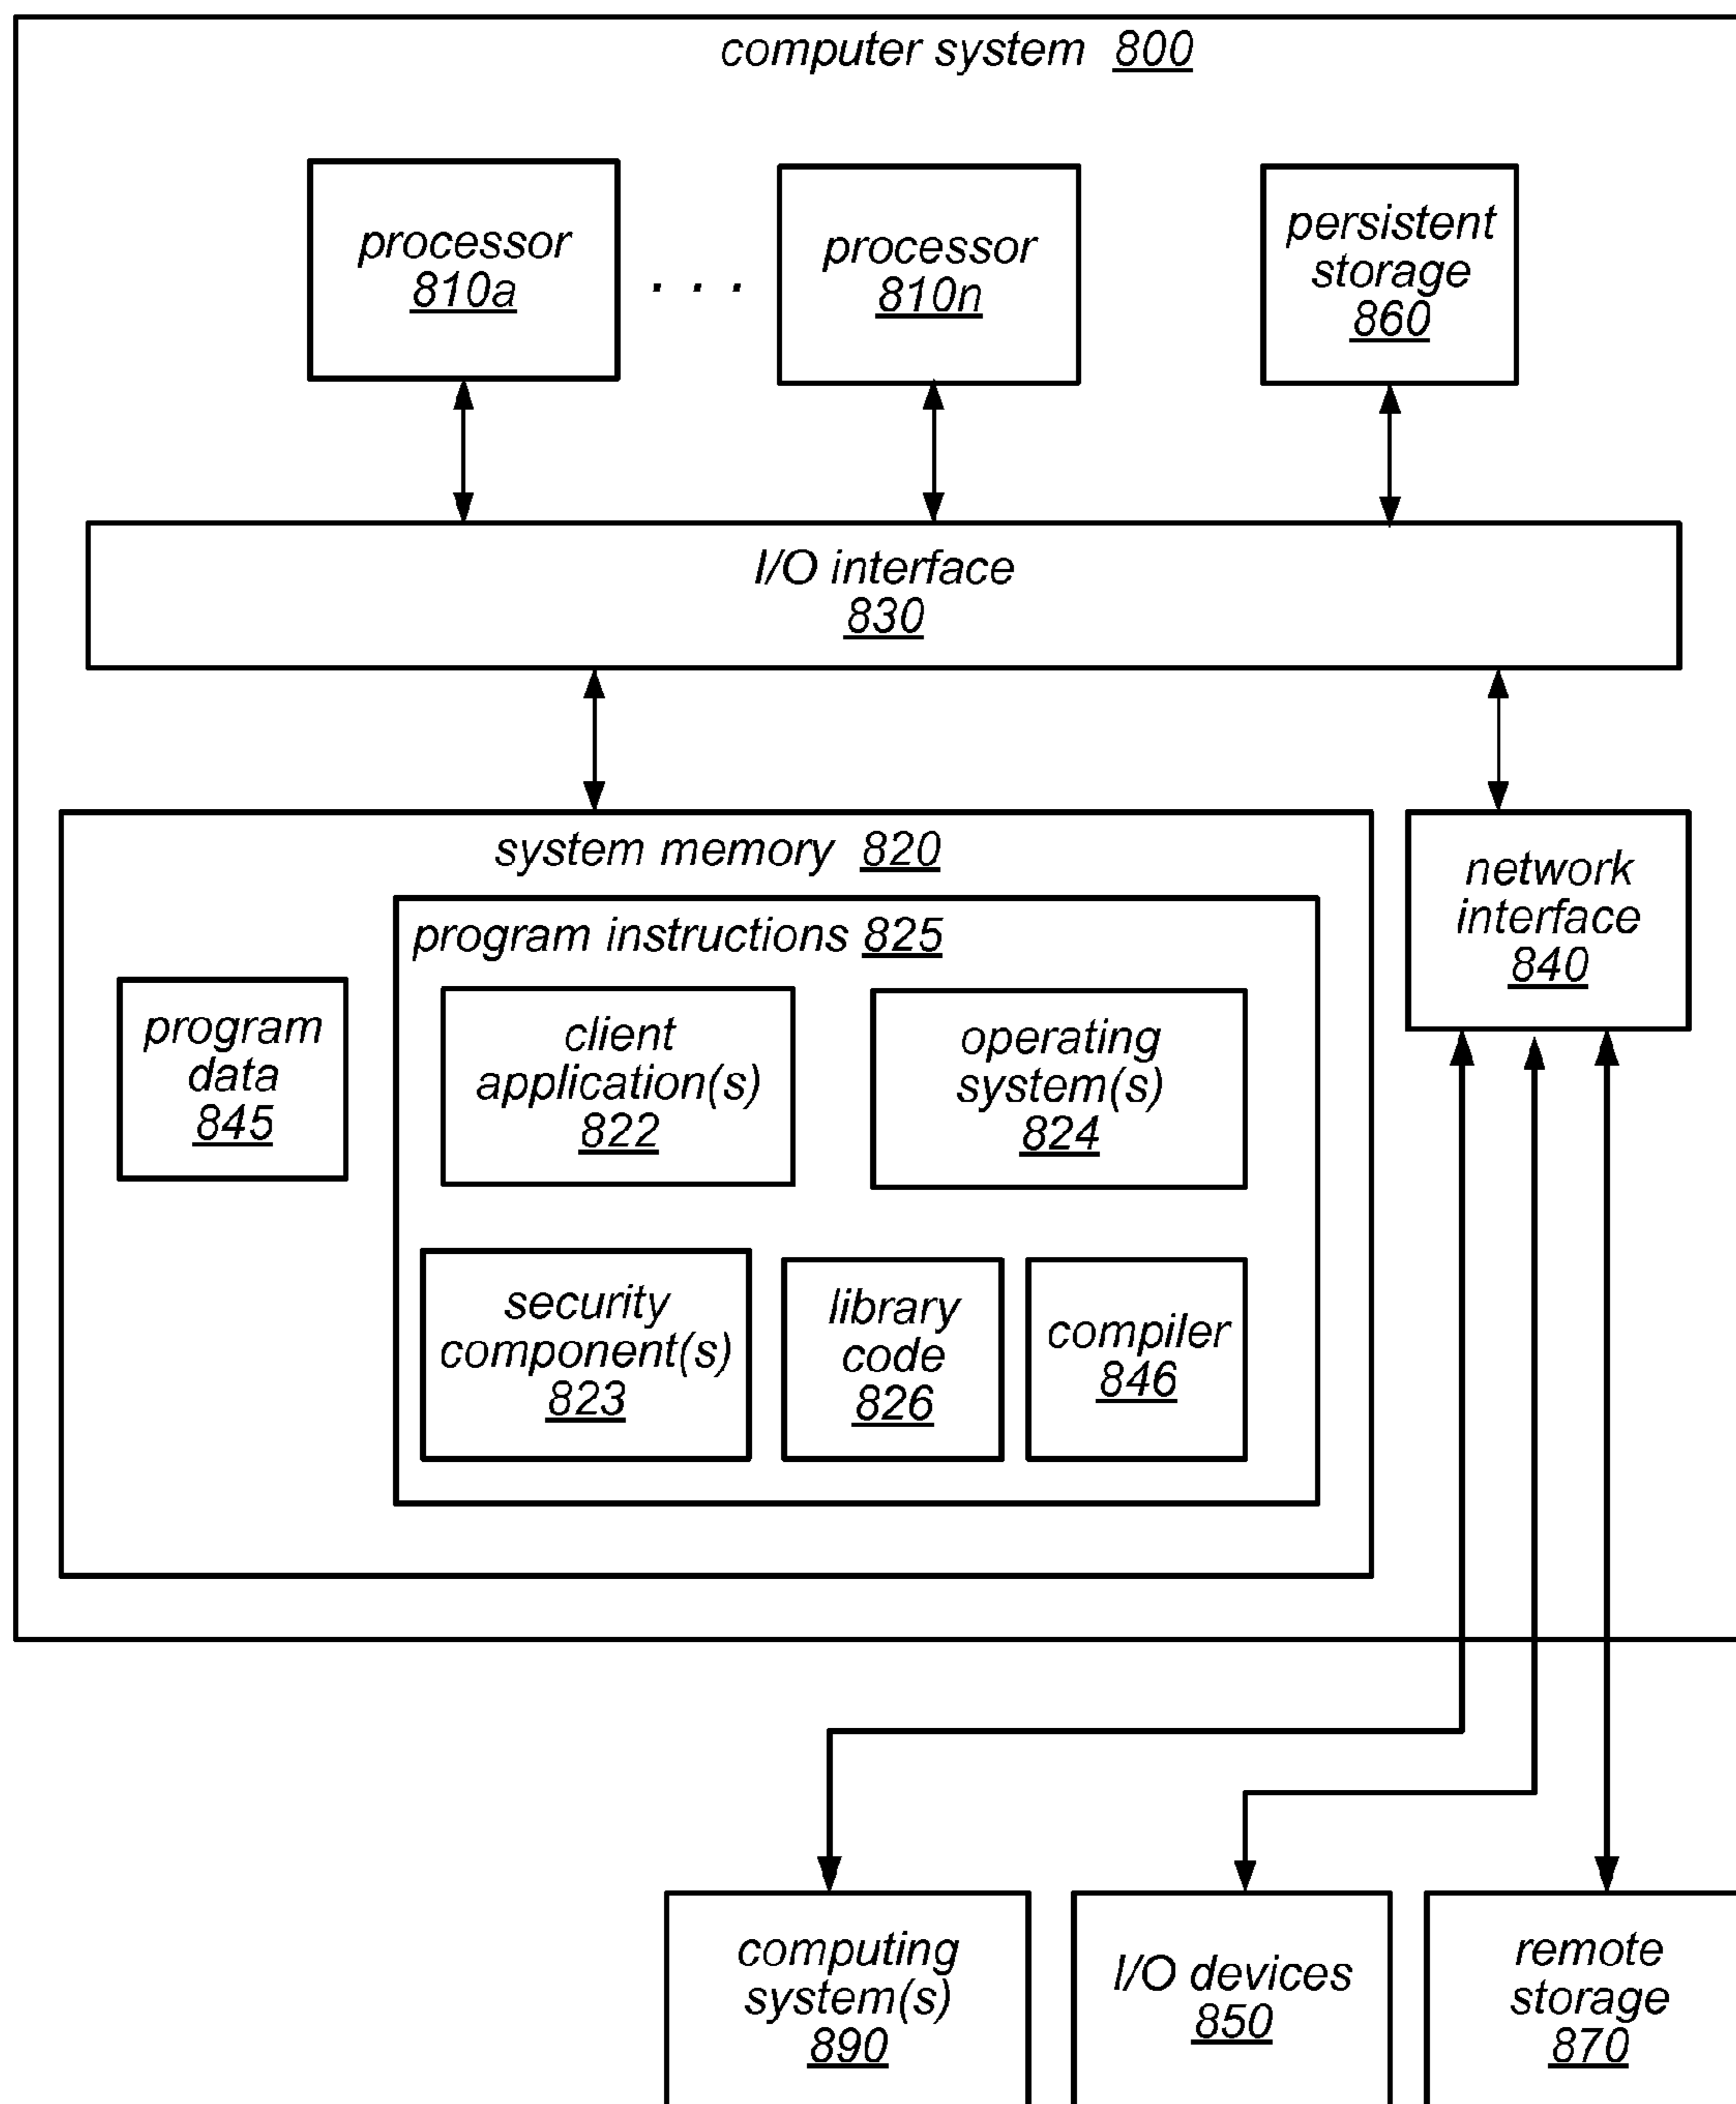 computer system 800
processor
810a
. . .
processor
810n
persistent
storage
860
I/O interface
830
system memory 820
program instructions 825
program
data
845
client
application(s)
822
operating
system(s)
824
security
component(s)
823
library
code
826
compiler
846
network
interface
840
computing
system(s)
890
I/O devices
850
remote
storage
870